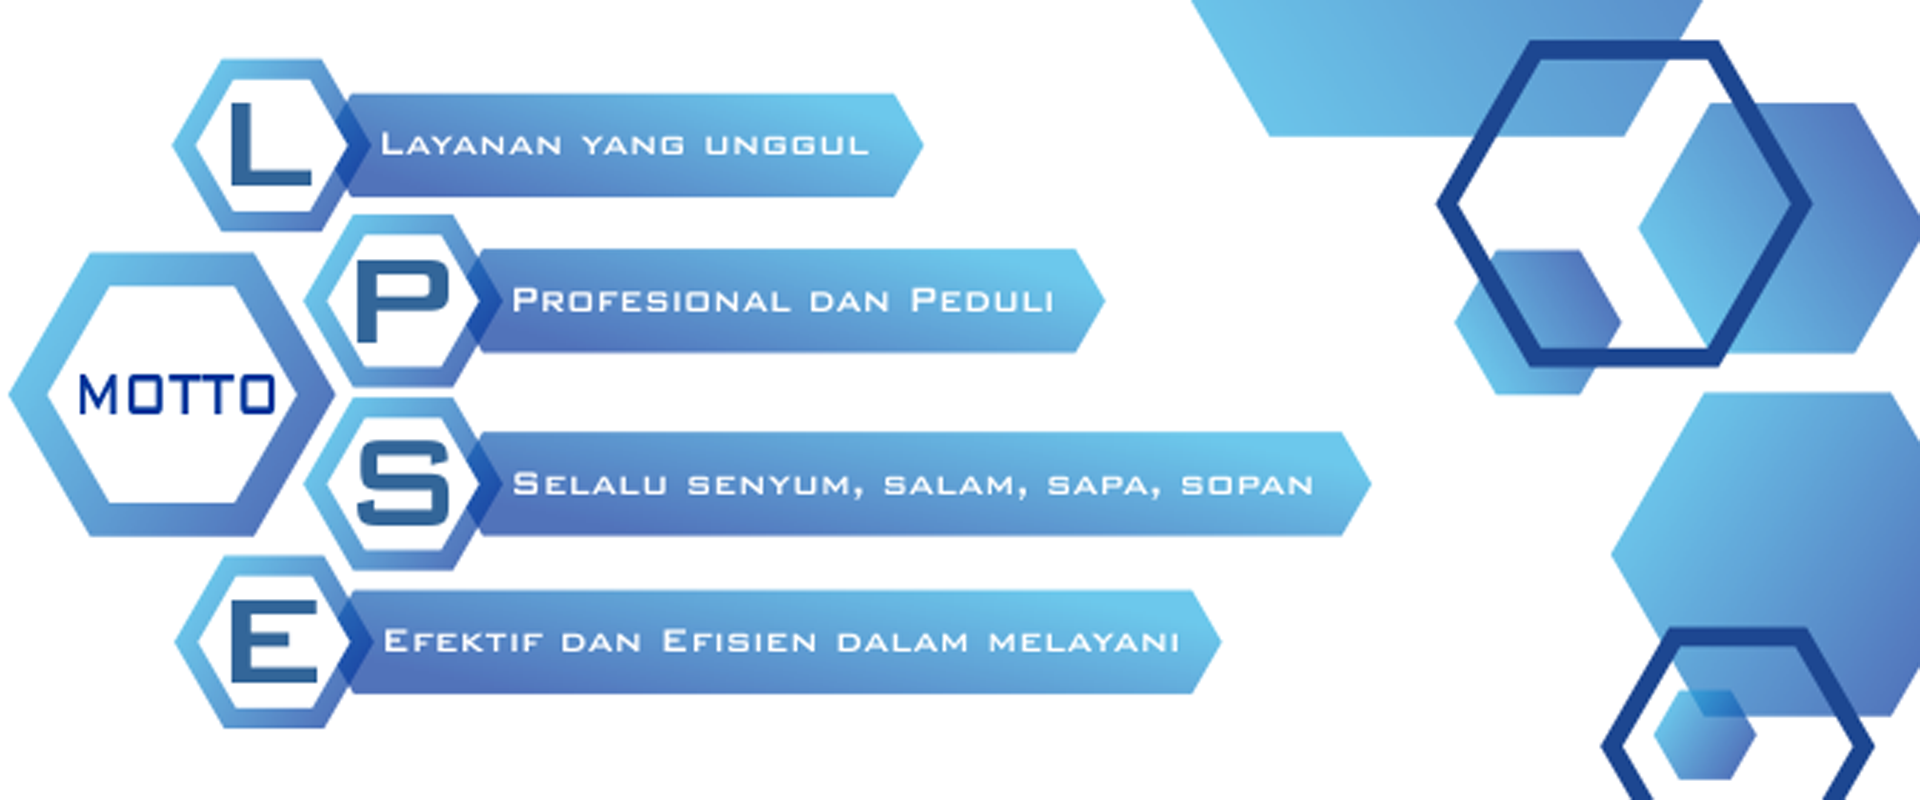 L
LAYANAN YANG UNGGUL
P
PROFESIONAL DAN PEDULI
MOTTO
S
SELALU SENYUM, SALAM, SAPA, SOPAN
E
EFEKTIF DAN EFISIEN DALAM MELAYANI